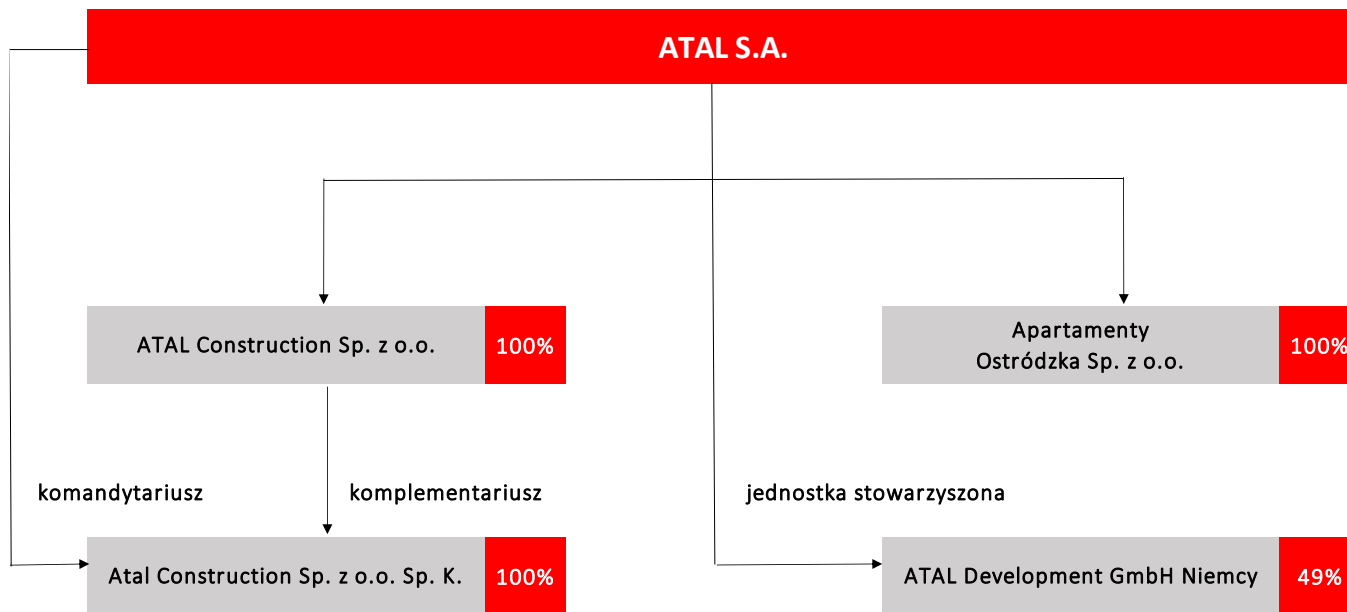 ATAL S.A.
ATAL Construction Sp. z o.o.
100%
Apartamenty
Ostródzka Sp. z o.o.
100%
komandytariusz
komplementariusz
jednostka stowarzyszona
Atal Construction Sp. z o.o. Sp. K.
100%
ATAL Development GmbH Niemcy
49%